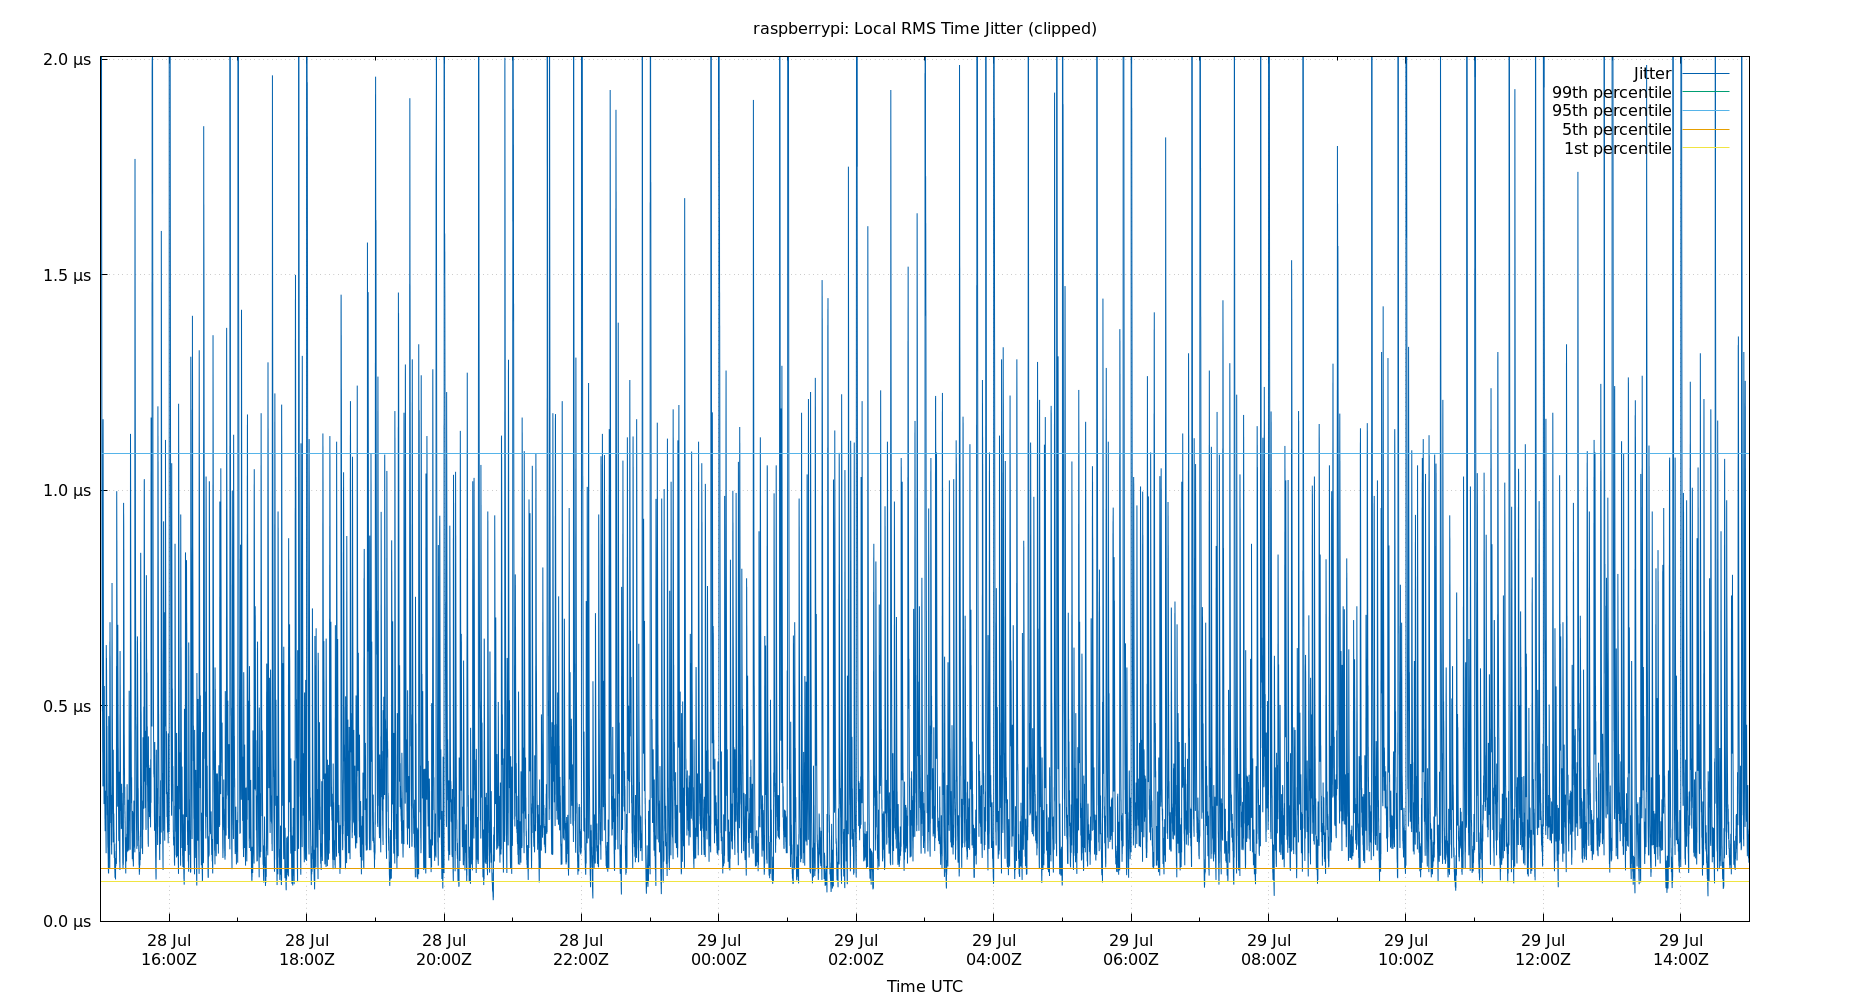 raspberrypi: Local RMS Time Jitter (clipped)
2.0 μs
1.5 μs
1.0 μs
0.5 μs
0.0 μs
Jitter
99th percentile
95th percentile
5th percentile
1st percentile
28 Jul
16:00Z
28 Jul
18:00Z
28 Jul
20:00Z
28 Jul
22:00Z
29 Jul
00:00Z
29 Jul
02:00Z
29 Jul
04:00Z
29 Jul
06:00Z
29 Jul
08:00Z
29 Jul
10:00Z
29 Jul
12:00Z
29 Jul
14:00Z
Time UTC